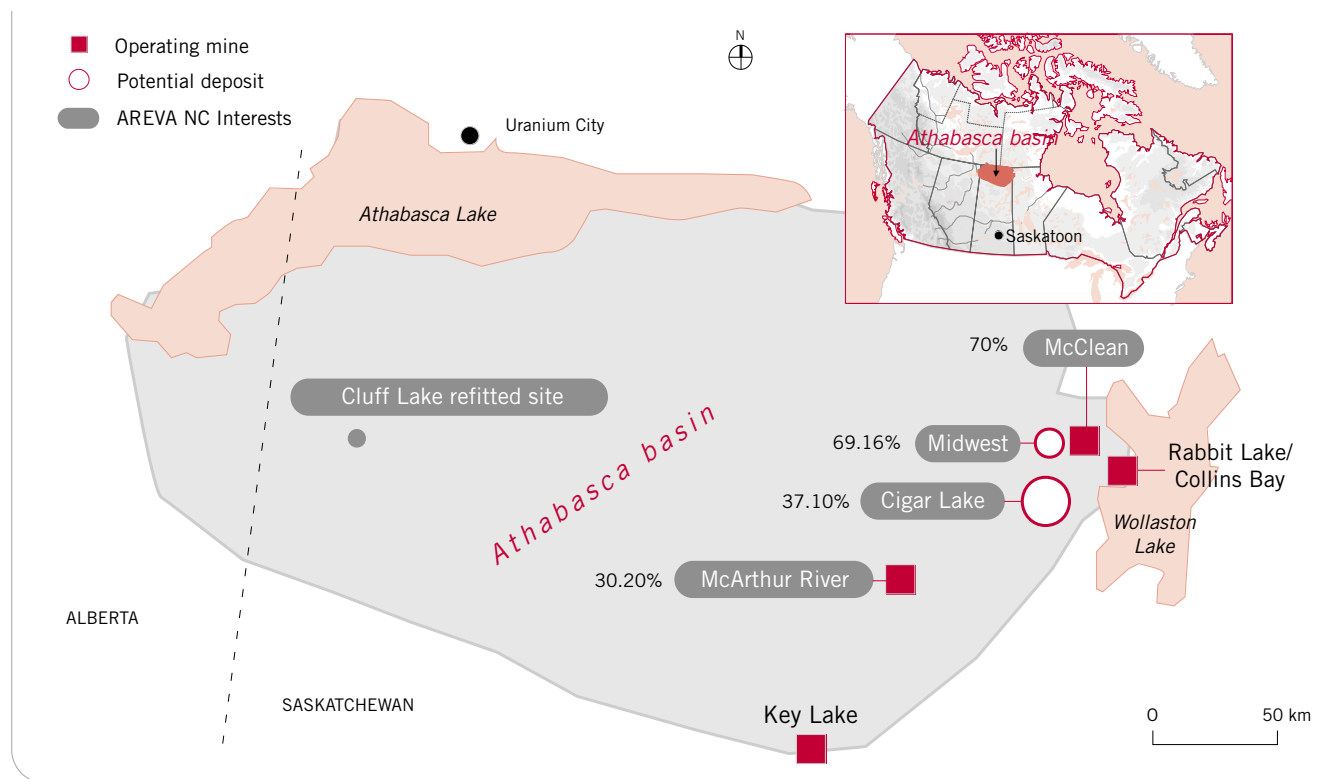 Operating mine
Potential deposit
AREVA NC Interests
N
Uranium City
Athabasca Lake
Athabasca basin
Saskatoon
70%
McClean
Cluff Lake refitted site
Athabasca basin
69.16%
Midwest
Rabbit Lake/
Collins Bay
37.10%
Cigar Lake
Wollaston
Lake
30.20%
McArthur River
ALBERTA
SASKATCHEWAN
Key Lake
0
50 km